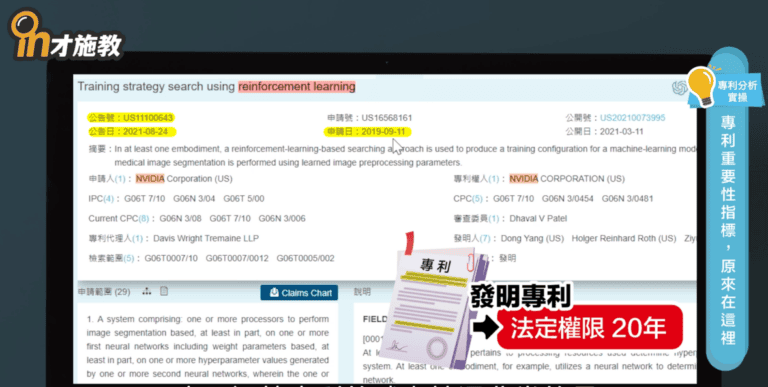 in才施教
Training strategy search using reinforcement learning
公告號：US11100643
申請號：US16568161
公開號：US20210073995
公告日：2021-08-24
申請日：2019-09-11
公開日：2021-03-11
摘要：In at least one embodiment, a reinforcement-learning-based searching approach is used to produce a training configuration for a machine-learning mode
medical image segmentation is performed using learned image preprocessing parameters.
申請人(1)：NVIDIA Corporation (US)
專利權人(1)：NVIDIA CORPORATION (US)
IPC(4)：G06T 7/10 G06N 3/04 G06T 5/00
CPC(5)：G06T 7/10 G06N 3/0454 G06N 3/0481
Current CPC(8)：G06N 3/08 G06T 7/10 G06N 3/006
審查委員(1)：Dhaval V Patel
專利代理人(1)：Davis Wright Tremaine LLP
發明人(7)：Dong Yang (US) Holger Reinhard Roth (US) Ziy
檢索範圍(5)：G06T0007/10 G06T0007/0012 G06T0005/002
：發明
申請範圍 (29)
Claims Chart
說明
1. A system comprising: one or more processors to perform
image segmentation based, at least in part, on one or more
first neural networks including weight parameters based, at
least in part, on one or more hyperparameter values generated
by one or more second neural networks, wherein the one or
FIELD
[0001
At le pertains to processing resources used determine hyper
system. At least one embodiment, for example, utilizes a neural network to determi
network.
專利
發明專利
法定權限 20年
專利分析
實操
專利重要性指標，原來在這裡